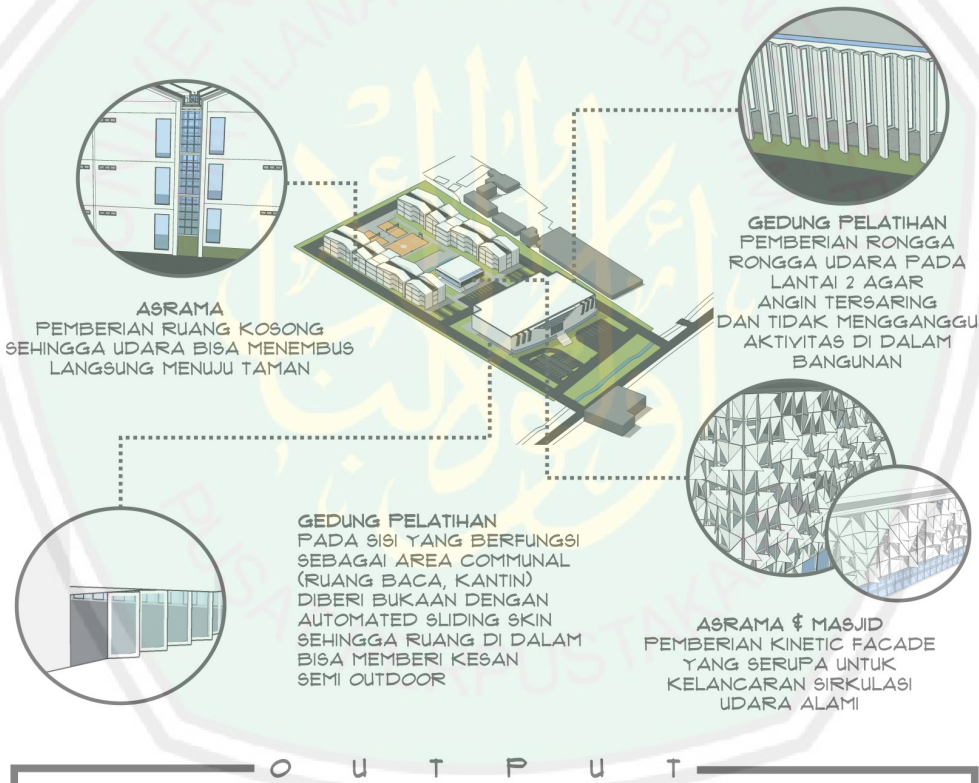 ASRAMA
PEMBERIAN RUANG KOSONG
SEHINGGA UDARA BISA MENEMBUS
LANGSUNG MENUJU TAMAN
GEDUNG PELATIHAN
PEMBERIAN RONGGA
RONGGA UDARA PADA
LANTAI 2 AGAR
ANGIN TERSARING
DAN TIDAK MENGGANGGU
AKTIVITAS DI DALAM
BANGUNAN
GEDUNG PELATIHAN
PADA SISI YANG BERFUNGSI
SEBAGAI AREA COMMUNAL
(RUANG BACA, KANTIN)
DIBERI BUKAAN DENGAN
AUTOMATED SLIDING SKIN
SEHINGGA RUANG DI DALAM
BISA MEMBERI KESAN
SEMI OUTDOOR
ASRAMA & MASJID
PEMBERIAN KINETIC FACADE
YANG SERUPA UNTUK
KELANCARAN SIRKULASI
UDARA ALAMI
OUTPUT